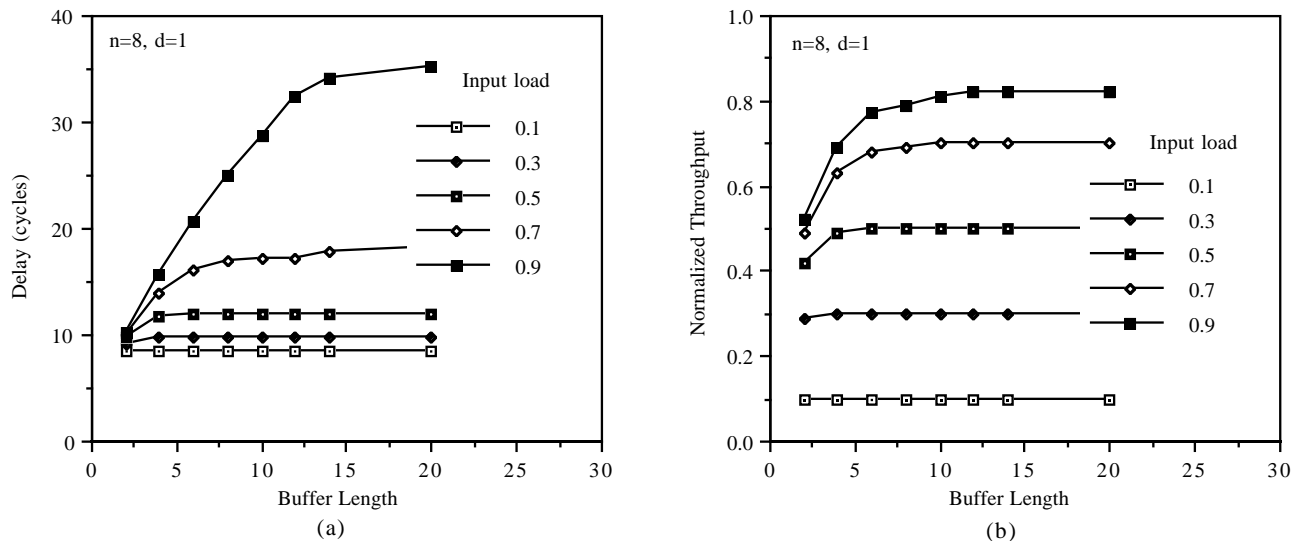 40
30
20
10
0
Delay (cycles)
n=8, d=1
Input load
0.1
0.3
0.5
0.7
0.9
0 5 10 15 20 25 30
Buffer Length
(a)
1.0
0.8
0.6
0.4
0.2
0.0
Normalized Throughput
n=8, d=1
Input load
0.1
0.3
0.5
0.7
0.9
0 5 10 15 20 25 30
Buffer Length
(b)